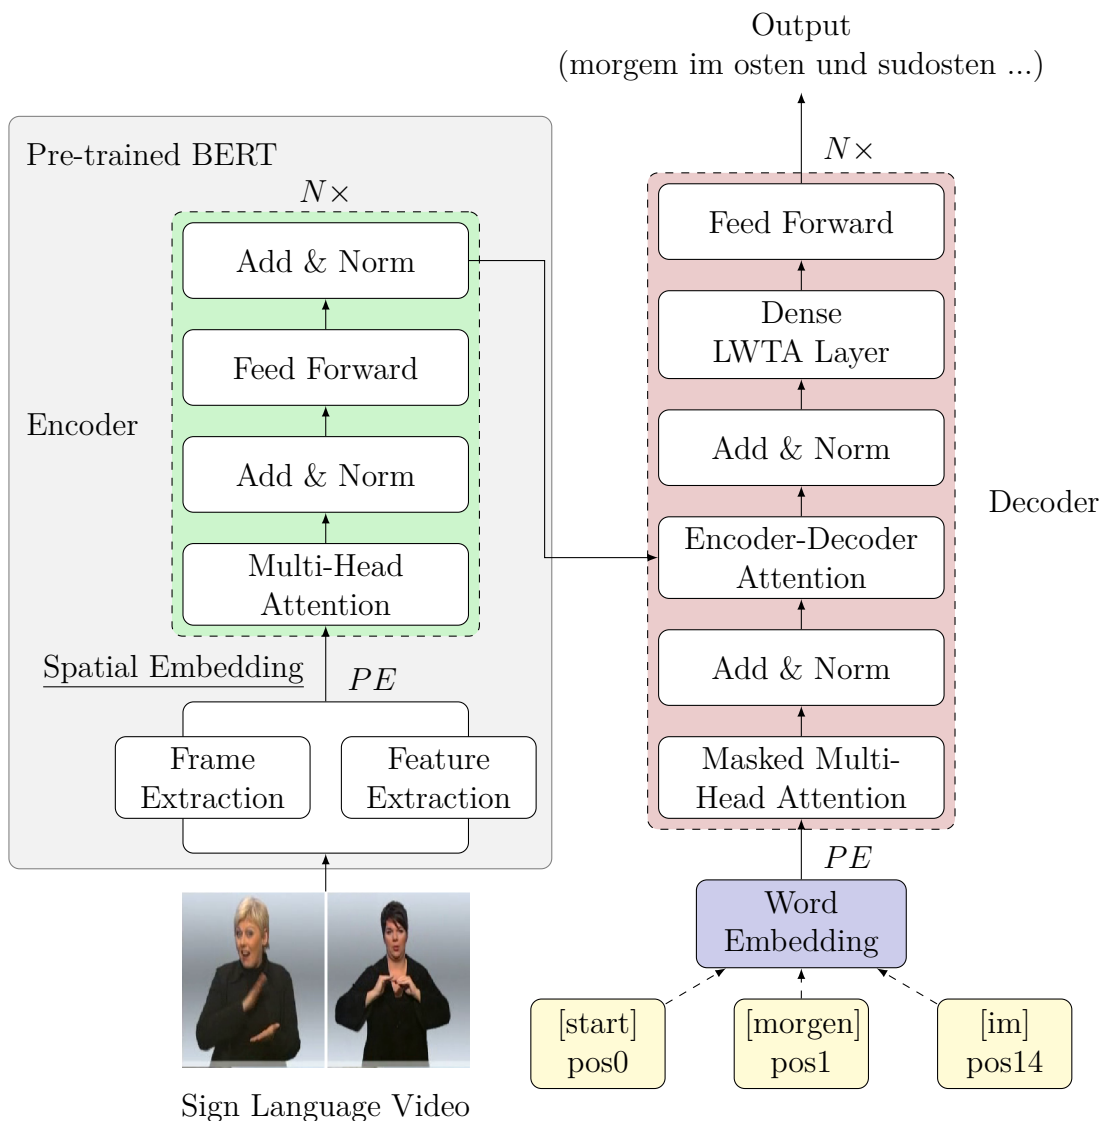 Output
(morgem im osten und sudosten ...)
Pre-trained BERT
N×
Add & Norm
Feed Forward
Encoder
Add & Norm
Multi-Head
Attention
Spatial Embedding
PE
Frame
Extraction
Feature
Extraction
Sign Language Video
N×
Feed Forward
Dense
LWTA Layer
Add & Norm
Encoder-Decoder
Attention
Decoder
Add & Norm
Masked Multi-
Head Attention
PE
Word
Embedding
[start]
pos0
[morgen]
pos1
[im]
pos14